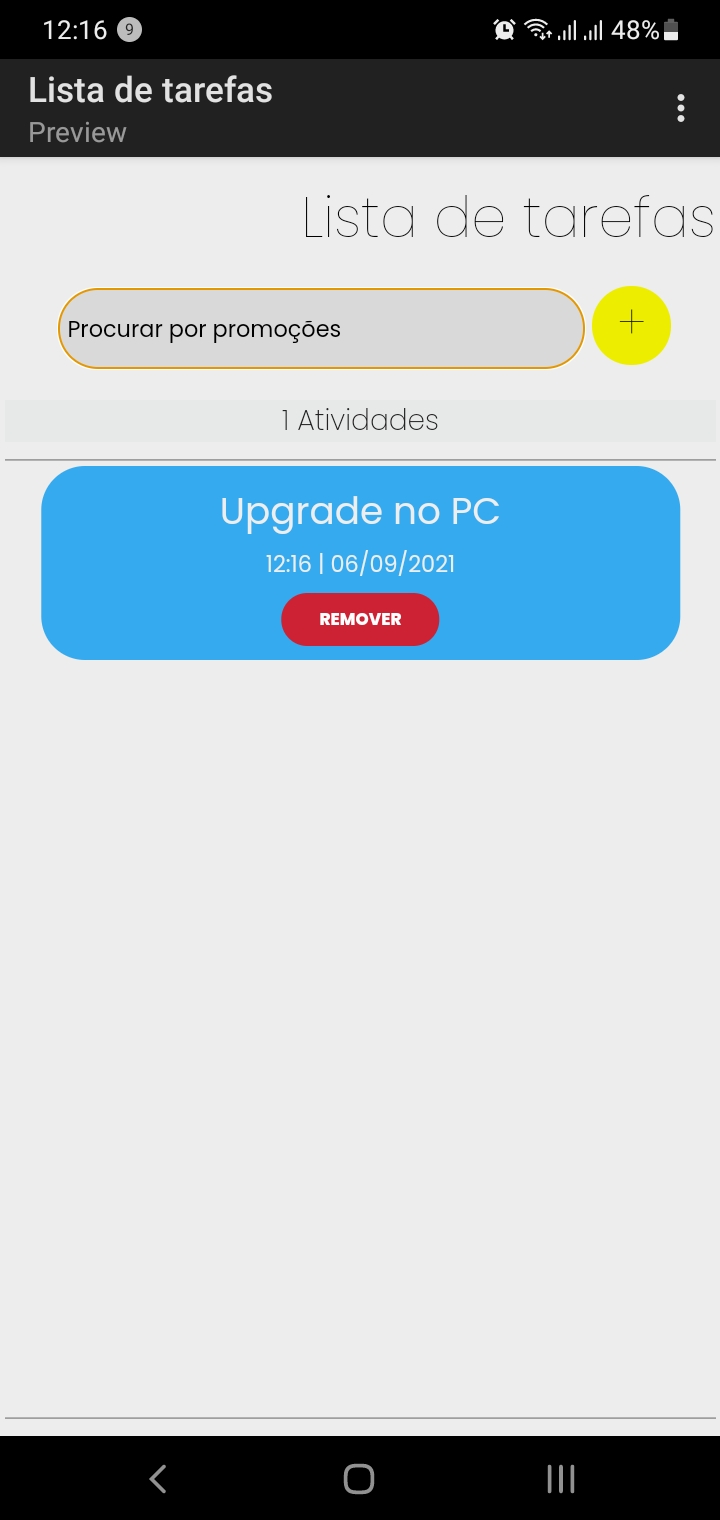 12:16 9 48%
Lista de tarefas
Preview
Lista de tarefas
Procurar por promoções +
1 Atividades
Upgrade no PC
12:16 | 06/09/2021
REMOVER